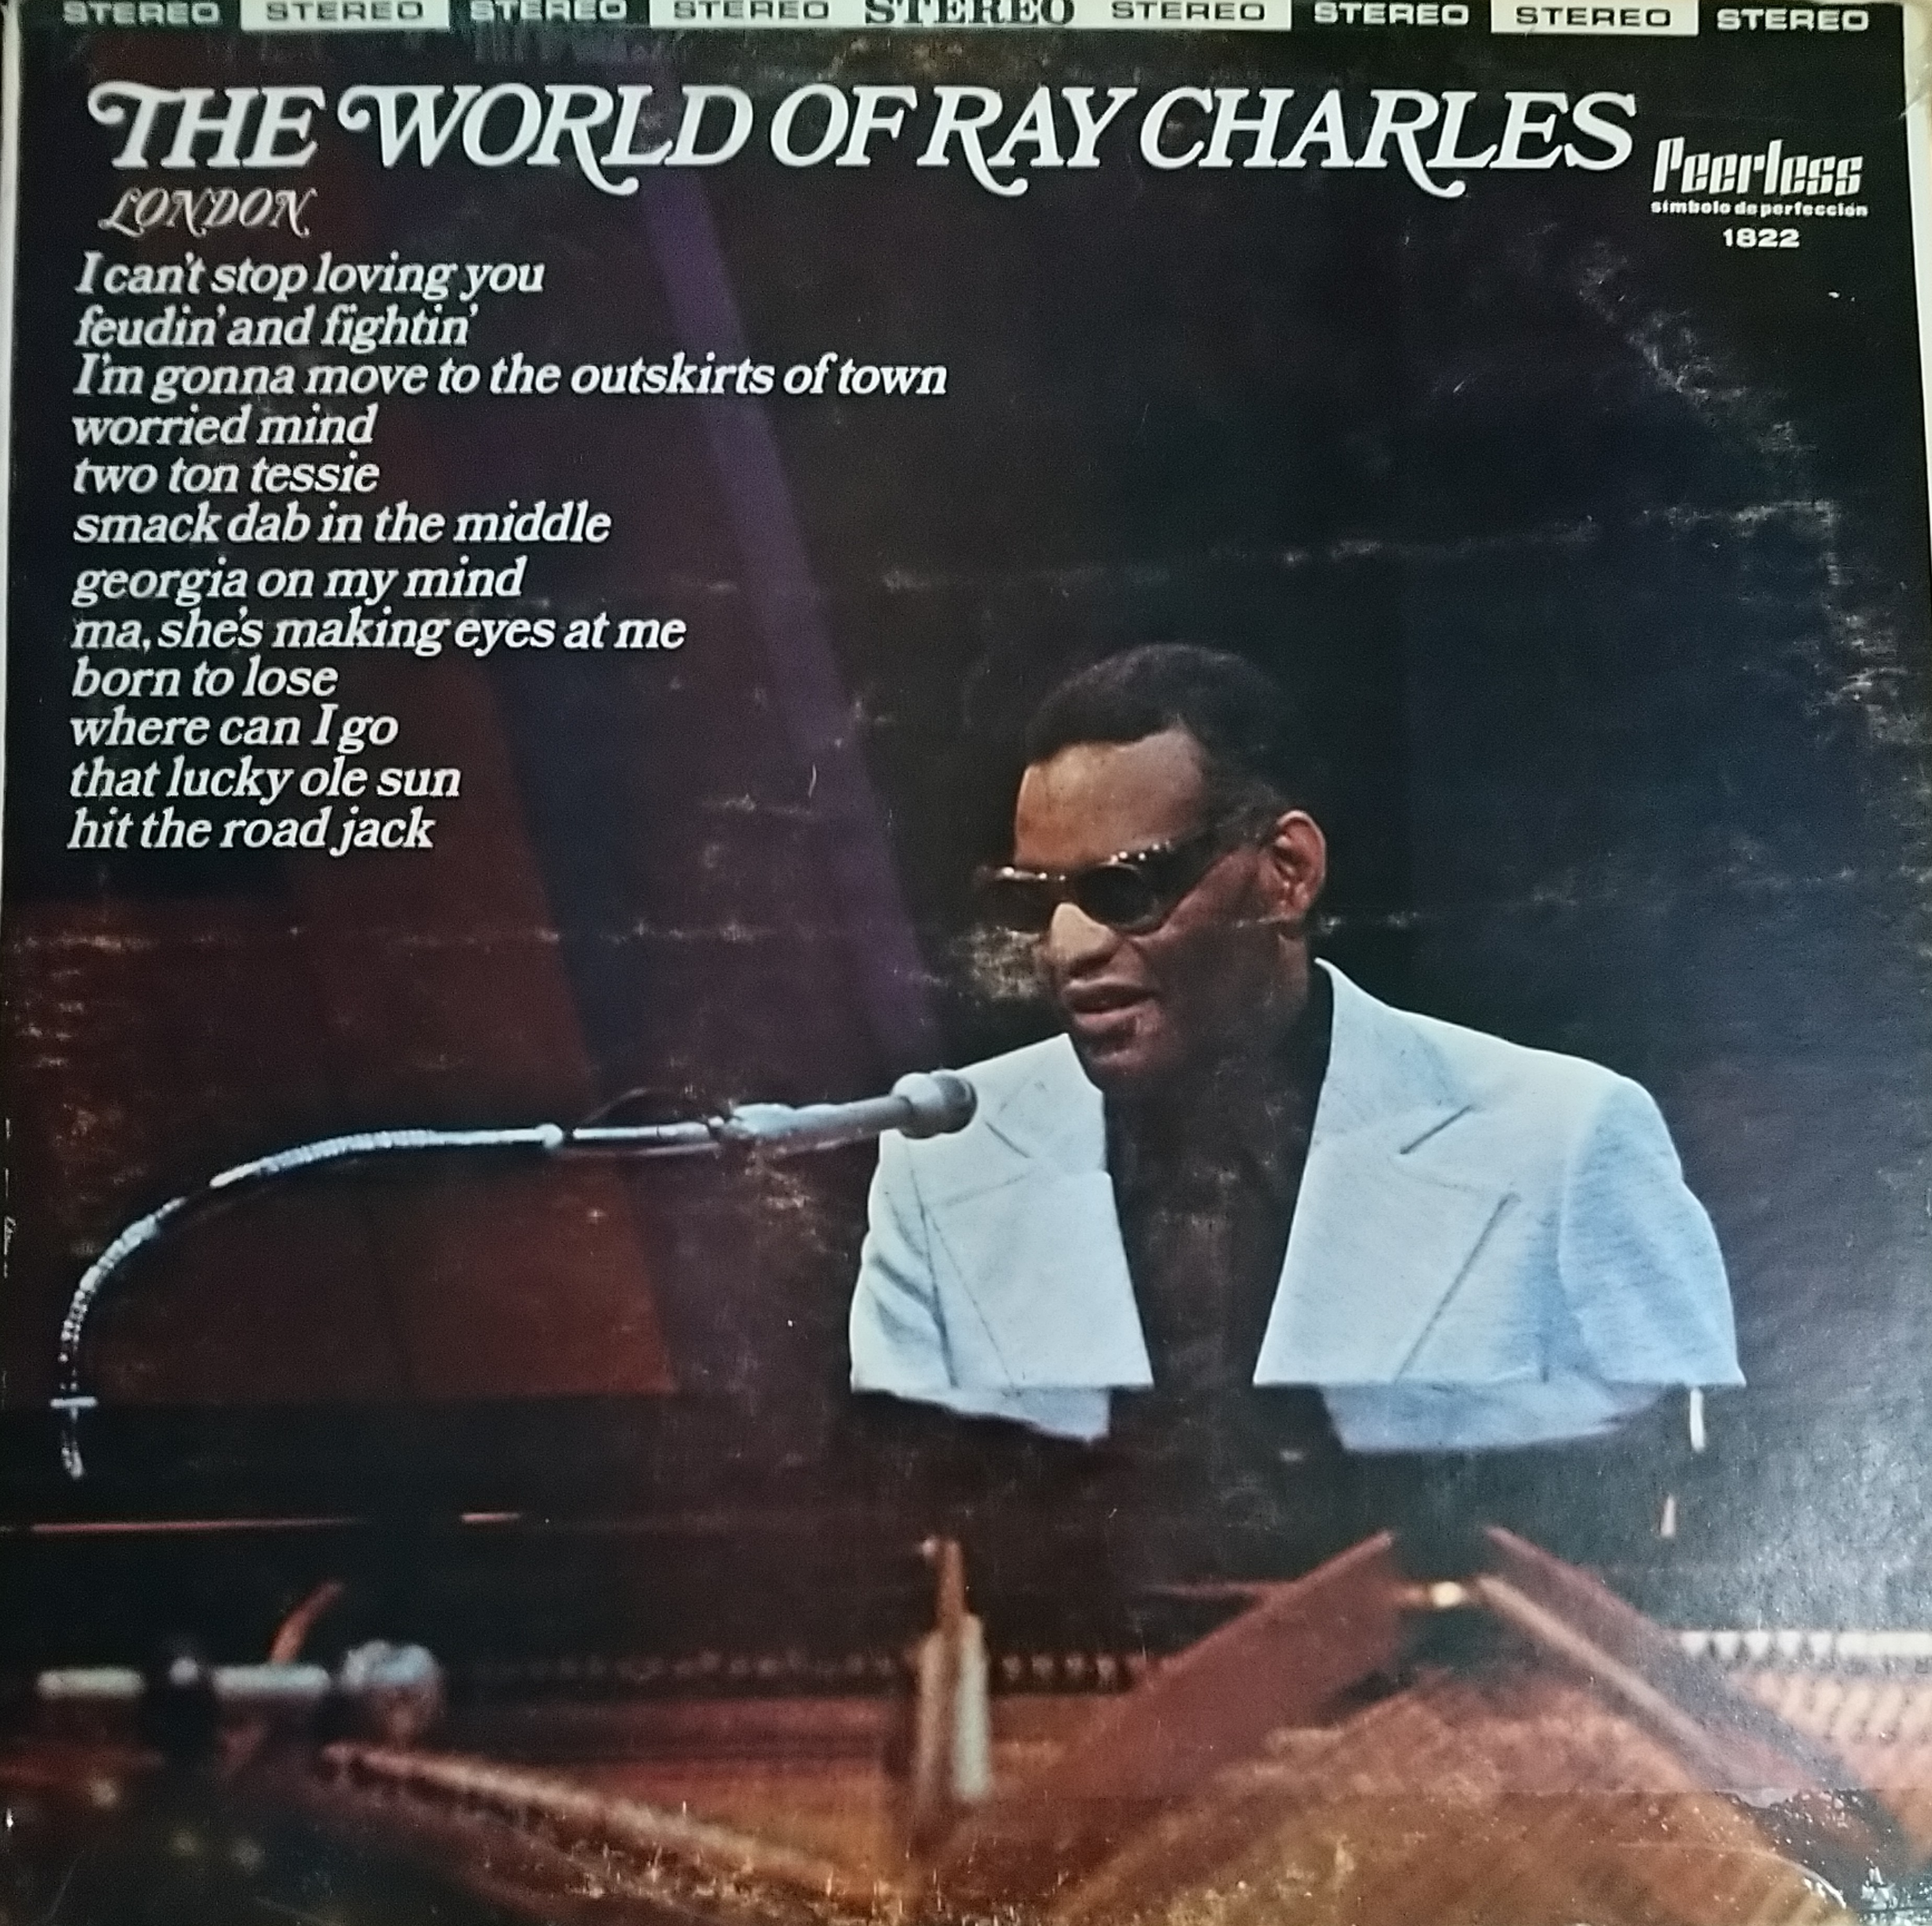 STEREO STEREO STEREO STEREO STEREO STEREO STEREO STEREO STEREO
THE WORLD OF RAY CHARLES
Peerless
símbolo de perfección
1822
LONDON
I can't stop loving you
feudin' and fightin'
I'm gonna move to the outskirts of town
worried mind
two ton tessie
smack dab in the middle
georgia on my mind
ma, she's making eyes at me
born to lose
where can I go
that lucky ole sun
hit the road jack